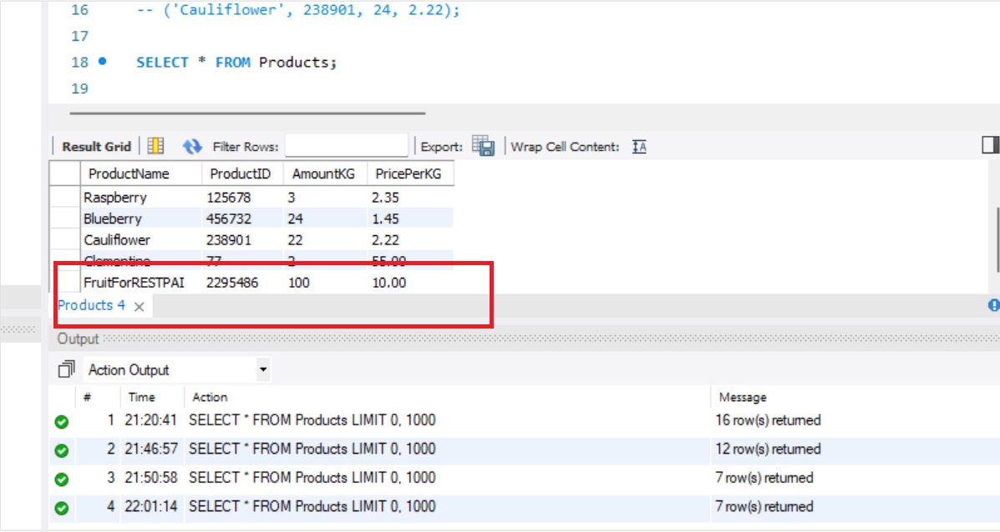 16 -- ('Cauliflower', 238901, 24, 2.22);
17
18 SELECT * FROM Products;
19
Result Grid Filter Rows: Export: Wrap Cell Content: IA
ProductName ProductID AmountKG PricePerKG
Raspberry 125678 3 2.35
Blueberry 456732 24 1.45
Cauliflower 238901 22 2.22
Clementine 77 2 55.00
FruitForRESTPAI 2295486 100 10.00
Products 4
Output
Action Output
# Time Action Message
1 21:20:41 SELECT * FROM Products LIMIT 0, 1000 16 row(s) returned
2 21:46:57 SELECT * FROM Products LIMIT 0, 1000 12 row(s) returned
3 21:50:58 SELECT * FROM Products LIMIT 0, 1000 7 row(s) returned
4 22:01:14 SELECT * FROM Products LIMIT 0, 1000 7 row(s) returned